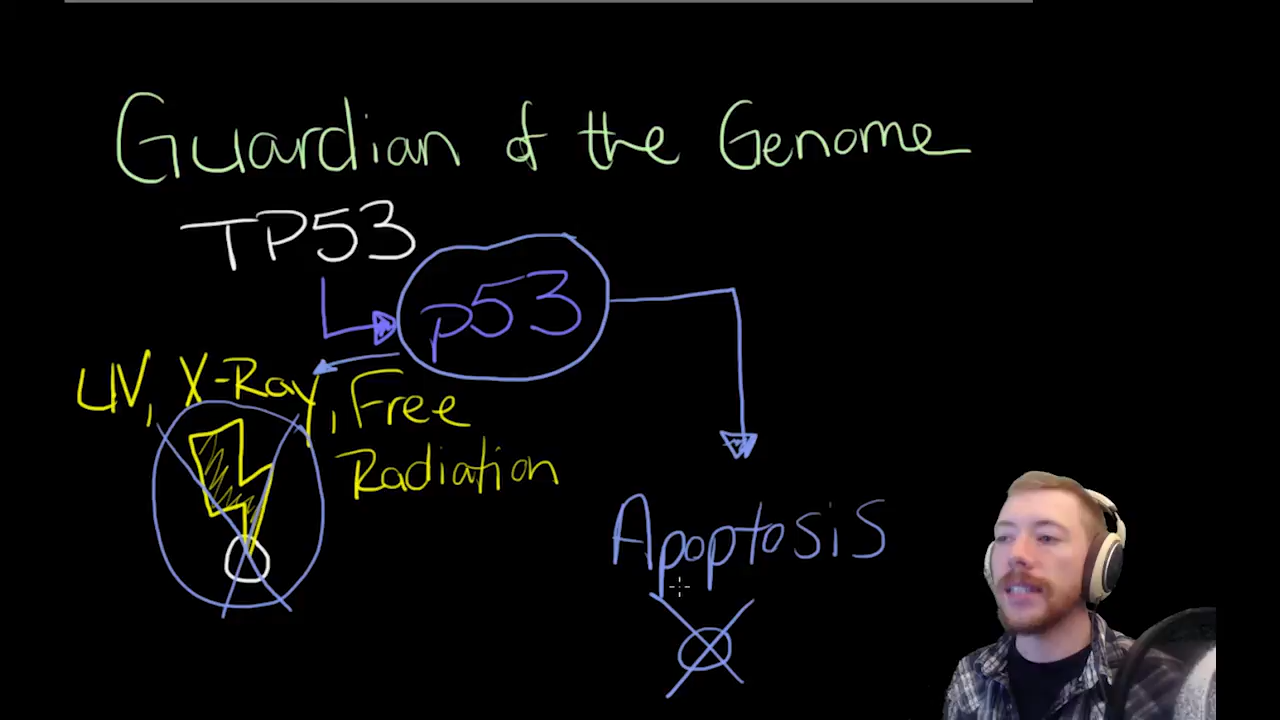 Guardian of the Genome
TP53
p53
UV, X-Ray, Free
Radiation
Apoptosis